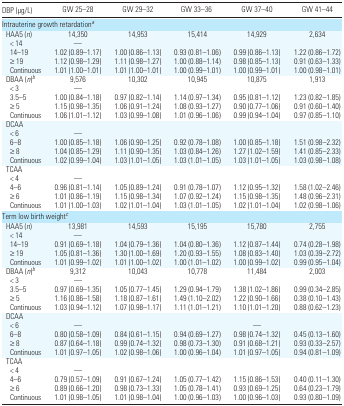 DBP (µg/L) GW 25–28 GW 29–32 GW 33–36 GW 37–40 GW 41–44
Intrauterine growth retardationᵃ
HAA5 (n) 14,350 14,953 15,414 14,929 2,634
< 14 —
14–19 1.02 (0.89–1.17) 1.00 (0.86–1.13) 0.93 (0.81–1.06) 0.99 (0.86–1.13) 1.22 (0.86–1.72)
≥ 19 1.12 (0.98–1.29) 1.11 (0.98–1.27) 1.00 (0.88–1.14) 0.98 (0.85–1.13) 0.91 (0.63–1.33)
Continuous 1.01 (1.00–1.01) 1.01 (1.00–1.01) 1.00 (0.99–1.01) 1.00 (0.99–1.01) 1.00 (0.98–1.01)
DBAA (n)ᵇ 9,576 10,302 10,945 10,875 1,913
< 3 —
3.5–5 1.00 (0.84–1.18) 0.97 (0.82–1.14) 1.14 (0.97–1.34) 0.95 (0.81–1.12) 1.23 (0.82–1.85)
≥ 5 1.15 (0.98–1.35) 1.06 (0.91–1.24) 1.08 (0.93–1.27) 0.90 (0.77–1.06) 0.91 (0.60–1.40)
Continuous 1.06 (1.01–1.12) 1.03 (0.99–1.08) 1.01 (0.96–1.06) 0.99 (0.94–1.04) 0.97 (0.85–1.10)
DCAA
< 6 —
6–8 1.00 (0.85–1.18) 1.06 (0.90–1.25) 0.92 (0.78–1.08) 1.00 (0.85–1.18) 1.51 (0.98–2.32)
≥ 8 1.04 (0.85–1.29) 1.11 (0.90–1.35) 1.03 (0.84–1.26) 1.27 (1.02–1.59) 1.41 (0.85–2.33)
Continuous 1.02 (0.99–1.04) 1.03 (1.01–1.05) 1.03 (1.01–1.05) 1.03 (1.01–1.05) 1.03 (0.98–1.08)
TCAA
< 4 —
4–6 0.96 (0.81–1.14) 1.05 (0.89–1.24) 0.91 (0.78–1.07) 1.12 (0.95–1.32) 1.58 (1.02–2.46)
≥ 6 1.01 (0.86–1.19) 1.15 (0.98–1.34) 1.07 (0.92–1.24) 1.15 (0.98–1.35) 1.48 (0.96–2.31)
Continuous 1.01 (1.00–1.03) 1.02 (1.01–1.04) 1.03 (1.01–1.05) 1.02 (1.01–1.04) 1.02 (0.98–1.06)
Term low birth weightᶜ
HAA5 (n) 13,981 14,593 15,195 15,780 2,755
< 14 —
14–19 0.91 (0.69–1.18) 1.04 (0.79–1.36) 1.04 (0.80–1.36) 1.12 (0.87–1.44) 0.74 (0.28–1.98)
≥ 19 1.05 (0.81–1.36) 1.30 (1.00–1.69) 1.20 (0.93–1.55) 1.08 (0.83–1.40) 1.03 (0.39–2.72)
Continuous 1.01 (0.99–1.02) 1.01 (1.00–1.02) 1.00 (1.01–1.02) 1.00 (0.99–1.02) 0.99 (0.95–1.04)
DBAA (n)ᵇ 9,312 10,043 10,778 11,484 2,003
< 3 —
3.5–5 0.97 (0.69–1.35) 1.05 (0.77–1.45) 1.29 (0.94–1.79) 1.38 (1.02–1.86) 0.99 (0.34–2.85)
≥ 5 1.16 (0.86–1.58) 1.18 (0.87–1.61) 1.49 (1.10–2.02) 1.22 (0.90–1.66) 0.38 (0.10–1.43)
Continuous 1.03 (0.94–1.12) 1.07 (0.98–1.17) 1.11 (1.01–1.21) 1.10 (1.01–1.20) 0.88 (0.62–1.23)
DCAA
< 6 — —
6–8 0.80 (0.58–1.09) 0.84 (0.61–1.15) 0.94 (0.69–1.27) 0.98 (0.74–1.32) 0.45 (0.13–1.60)
≥ 8 0.87 (0.64–1.18) 0.99 (0.74–1.32) 0.98 (0.73–1.30) 0.91 (0.68–1.21) 0.93 (0.33–2.57)
Continuous 1.01 (0.97–1.05) 1.02 (0.98–1.06) 1.00 (0.96–1.04) 1.01 (0.97–1.05) 0.94 (0.81–1.09)
TCAA
< 4 —
4–6 0.79 (0.57–1.09) 0.91 (0.67–1.24) 1.05 (0.77–1.42) 1.15 (0.86–1.53) 0.40 (0.11–1.30)
≥ 6 0.89 (0.66–1.20) 0.98 (0.73–1.33) 1.05 (0.78–1.41) 0.93 (0.69–1.25) 0.64 (0.23–1.79)
Continuous 1.01 (0.98–1.05) 1.01 (0.98–1.04) 1.00 (0.96–1.03) 1.00 (0.96–1.03) 0.93 (0.80–1.09)